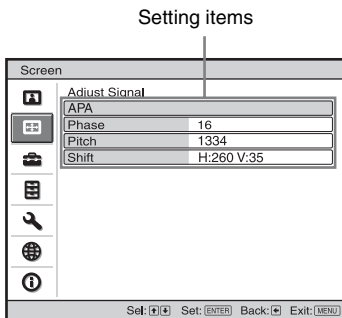 Setting items
Screen
Adjust Signal
APA
Phase 16
Pitch 1334
Shift H:260 V:35
Sel: Set: ENTER Back: Exit: MENU